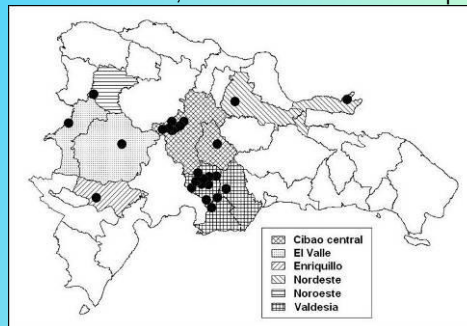 Cibao central
El Valle
Enriquillo
Nordeste
Noroeste
Valdesia